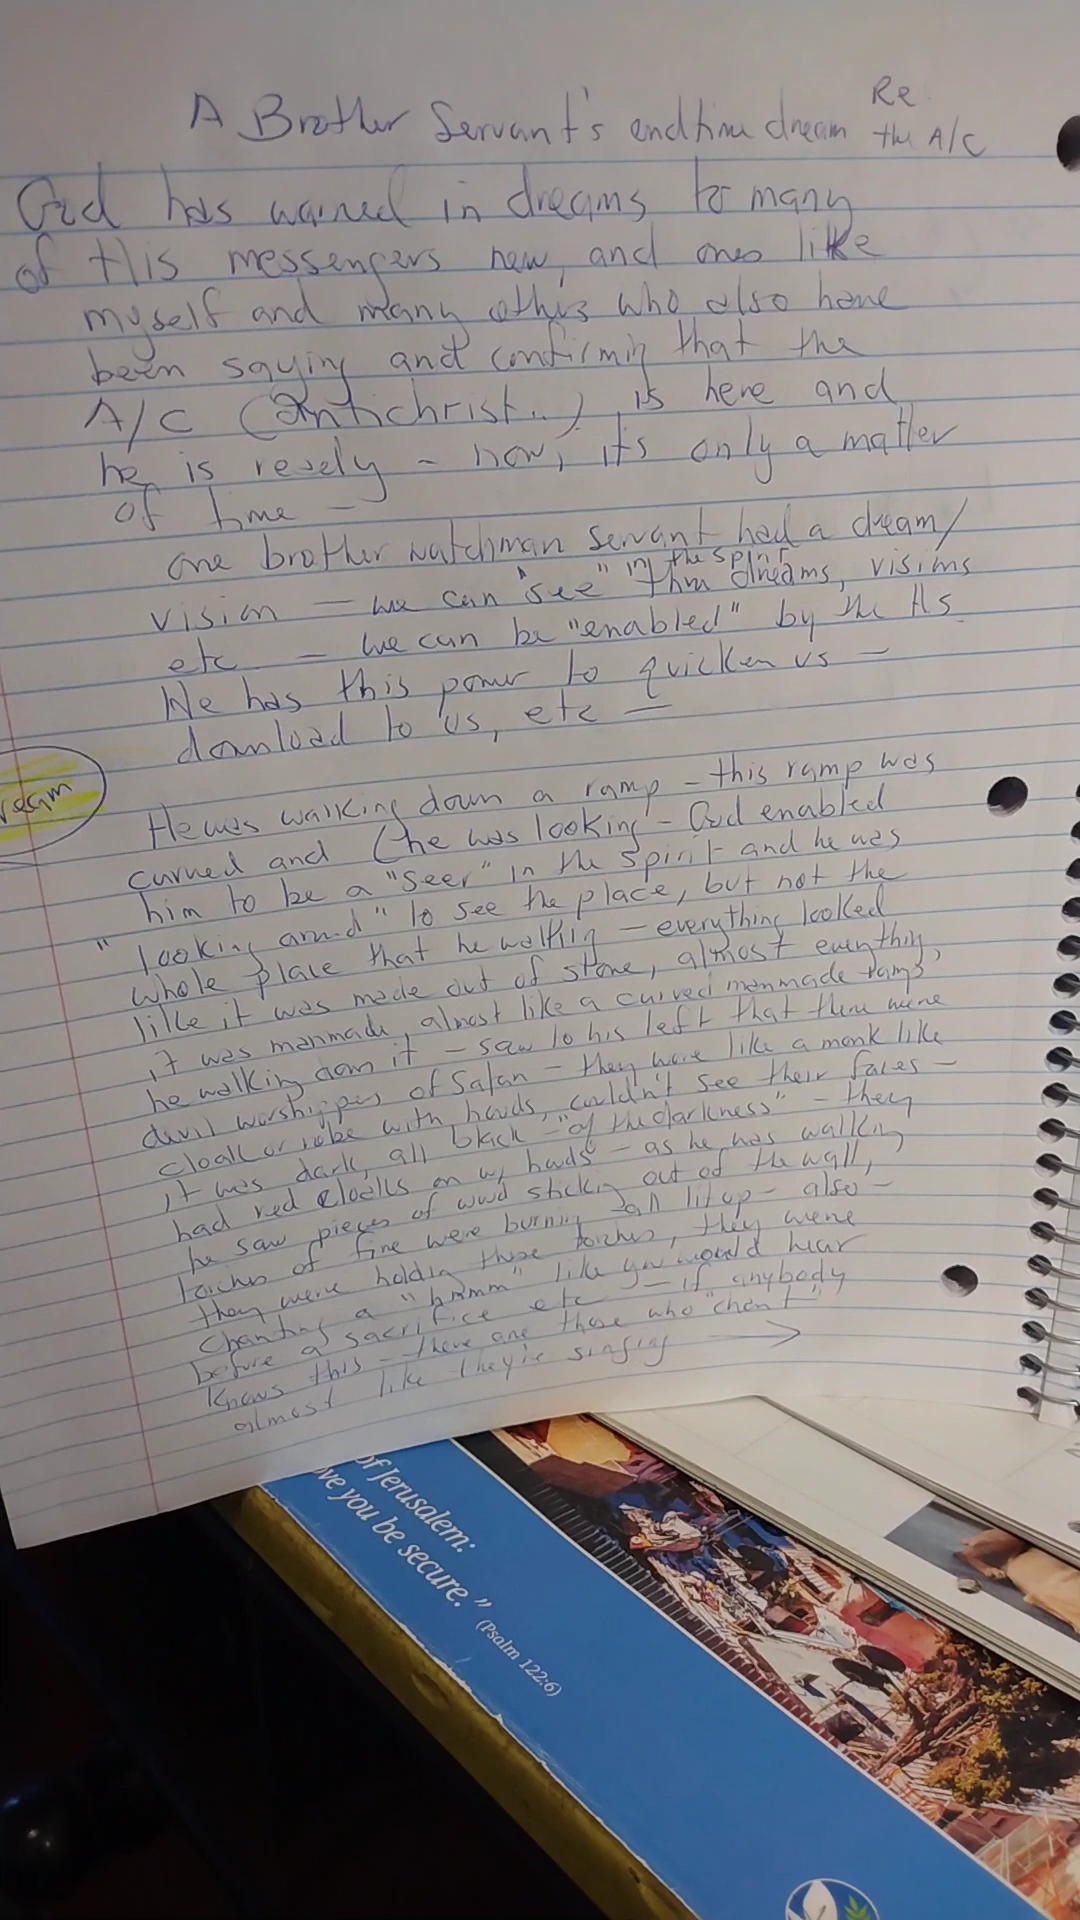 A Brother Servant's endtime dream Re the A/C
God has warned in dreams to many
of His messengers new, and ones like
myself and many others who also have
been saying and confirming that the
A/C (Antichrist..) is here and
he is ready - now, it's only a matter
of time -
one brother watchman servant had a dream/
vision - we can "see" in the spirit thru dreams, visions
etc - we can be "enabled" by the HS
He has this power to quicken us -
download to us, etc -
He was walking down a ramp - this ramp was
curved and (he was looking - God enabled
him to be a "seer" in the spirit and he was
"looking around" to see the place, but not the
whole place that he walking - everything looked
like it was made out of stone, almost everything,
it was manmade, almost like a curved manmade ramp,
he walking down it - saw to his left that there were
devil worshippers of Satan - they were like a monk like
cloak or robe with hoods, couldn't see their faces -
it was dark, all black - "of the darkness" - they
had red cloaks on w/ hoods - as he was walking
he saw pieces of wood sticking out of the wall,
torches of fire were burning all lit up - also -
they were holding these torches, they were
chanting a "hmmm" like you would hear
before a sacrifice etc - if anybody
knows this - there are those who "chant"
almost like they're singing →
of Jerusalem:
ve you be secure."
(Psalm 122:6)